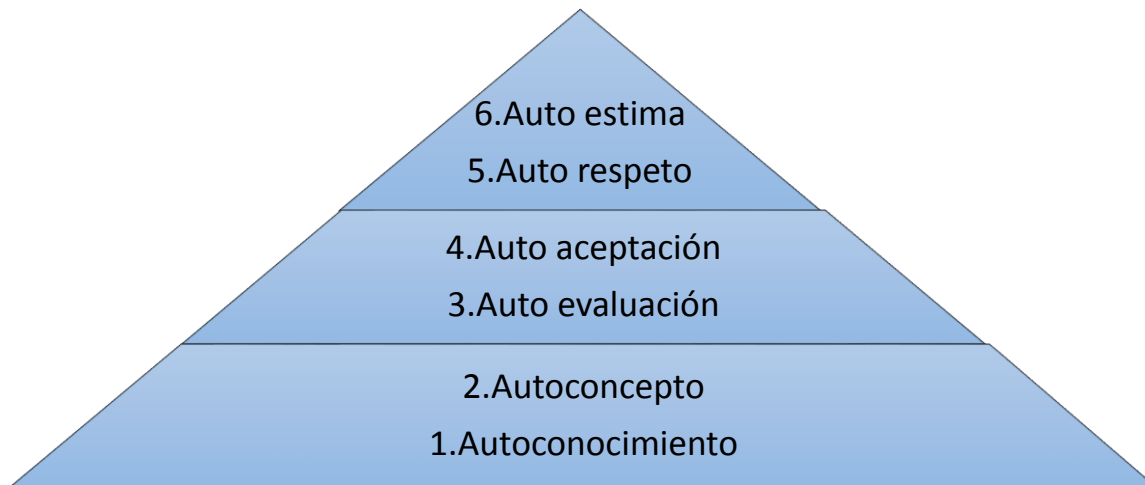 6.Auto estima
5.Auto respeto
4.Auto aceptación
3.Auto evaluación
2.Autoconcepto
1.Autoconocimiento